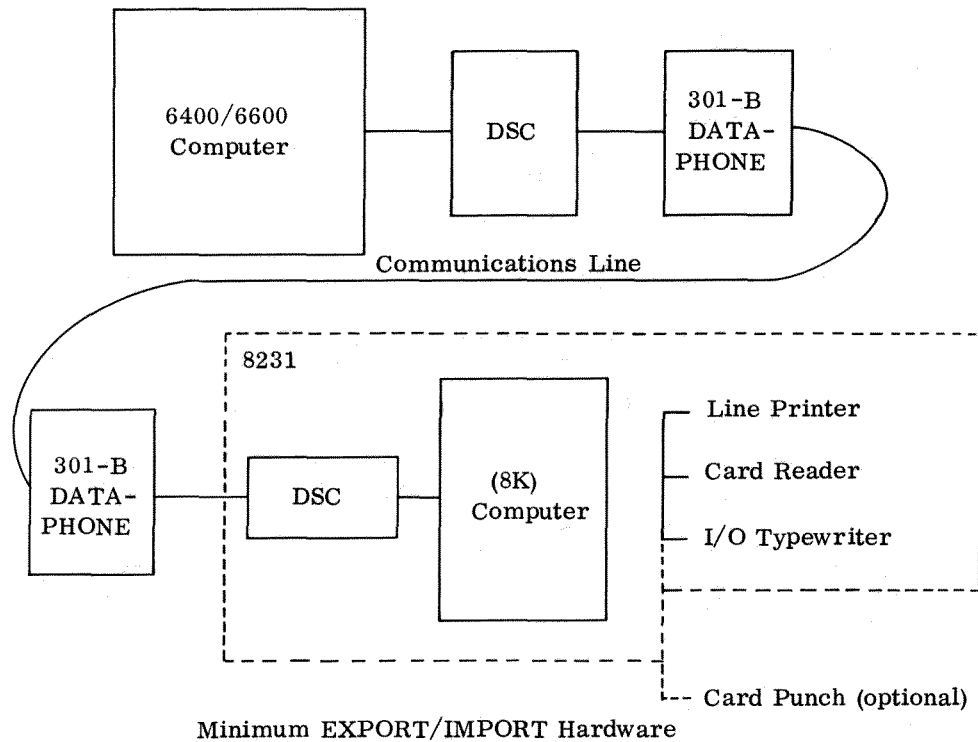 6400/6600
Computer
DSC
301-B
DATA-
PHONE
Communications Line
8231
301-B
DATA-
PHONE
DSC
(8K)
Computer
Line Printer
Card Reader
I/O Typewriter
Card Punch (optional)
Minimum EXPORT/IMPORT Hardware